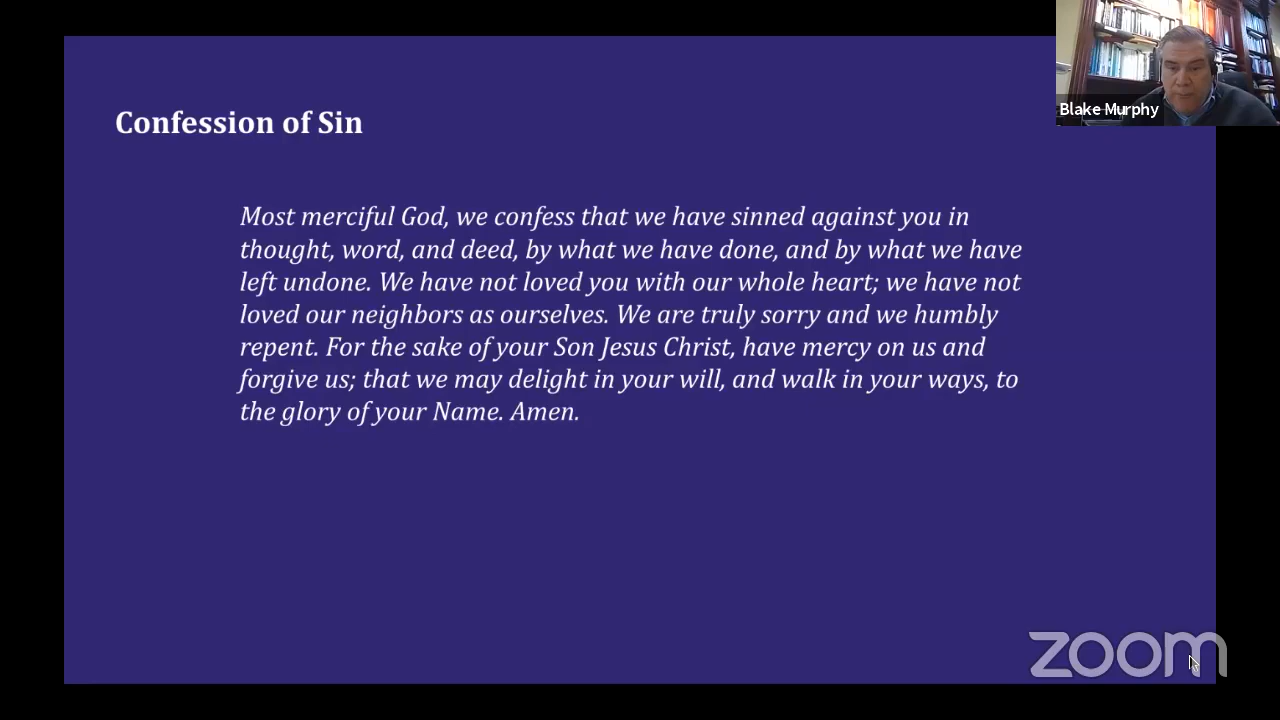 Blake Murphy
Confession of Sin
Most merciful God, we confess that we have sinned against you in
thought, word, and deed, by what we have done, and by what we have
left undone. We have not loved you with our whole heart; we have not
loved our neighbors as ourselves. We are truly sorry and we humbly
repent. For the sake of your Son Jesus Christ, have mercy on us and
forgive us; that we may delight in your will, and walk in your ways, to
the glory of your Name. Amen.
zoom